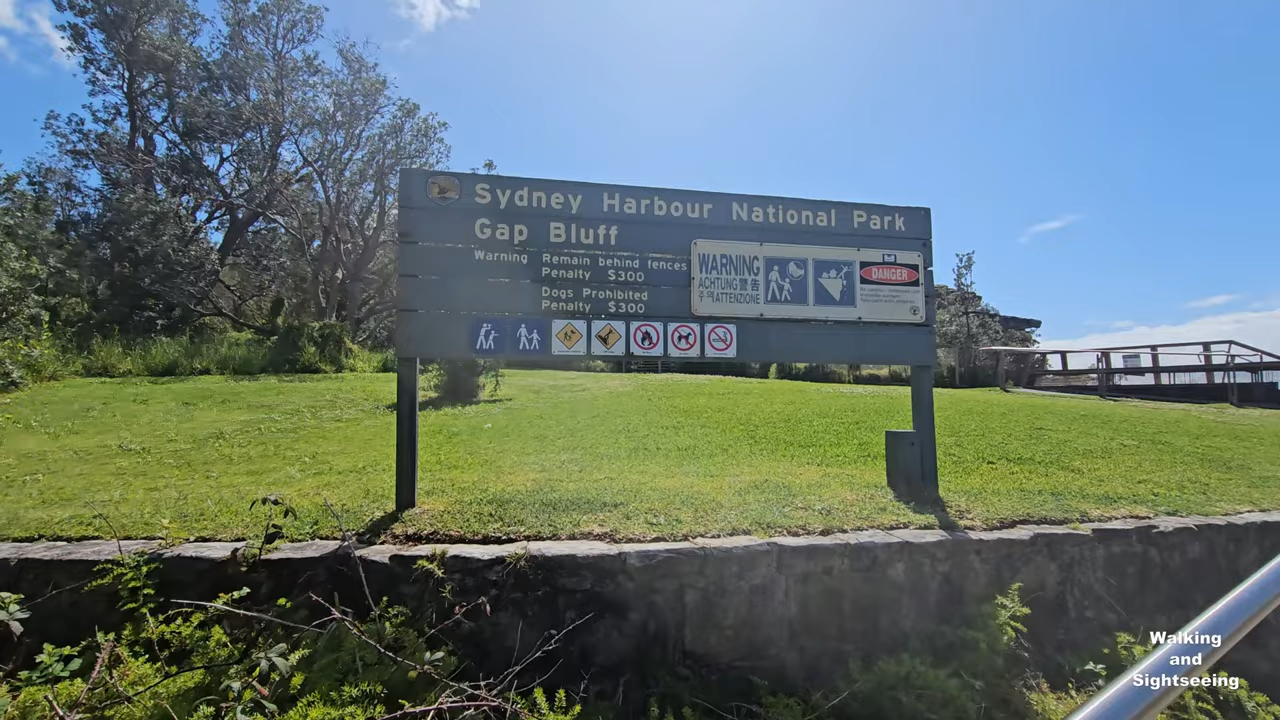 Sydney Harbour National Park
Gap Bluff
Warning Remain behind fences
Penalty $300
Dogs Prohibited
Penalty $300
WARNING
ACHTUNG 警告
주의 ATTENZIONE
DANGER
Walking
and
Sightseeing